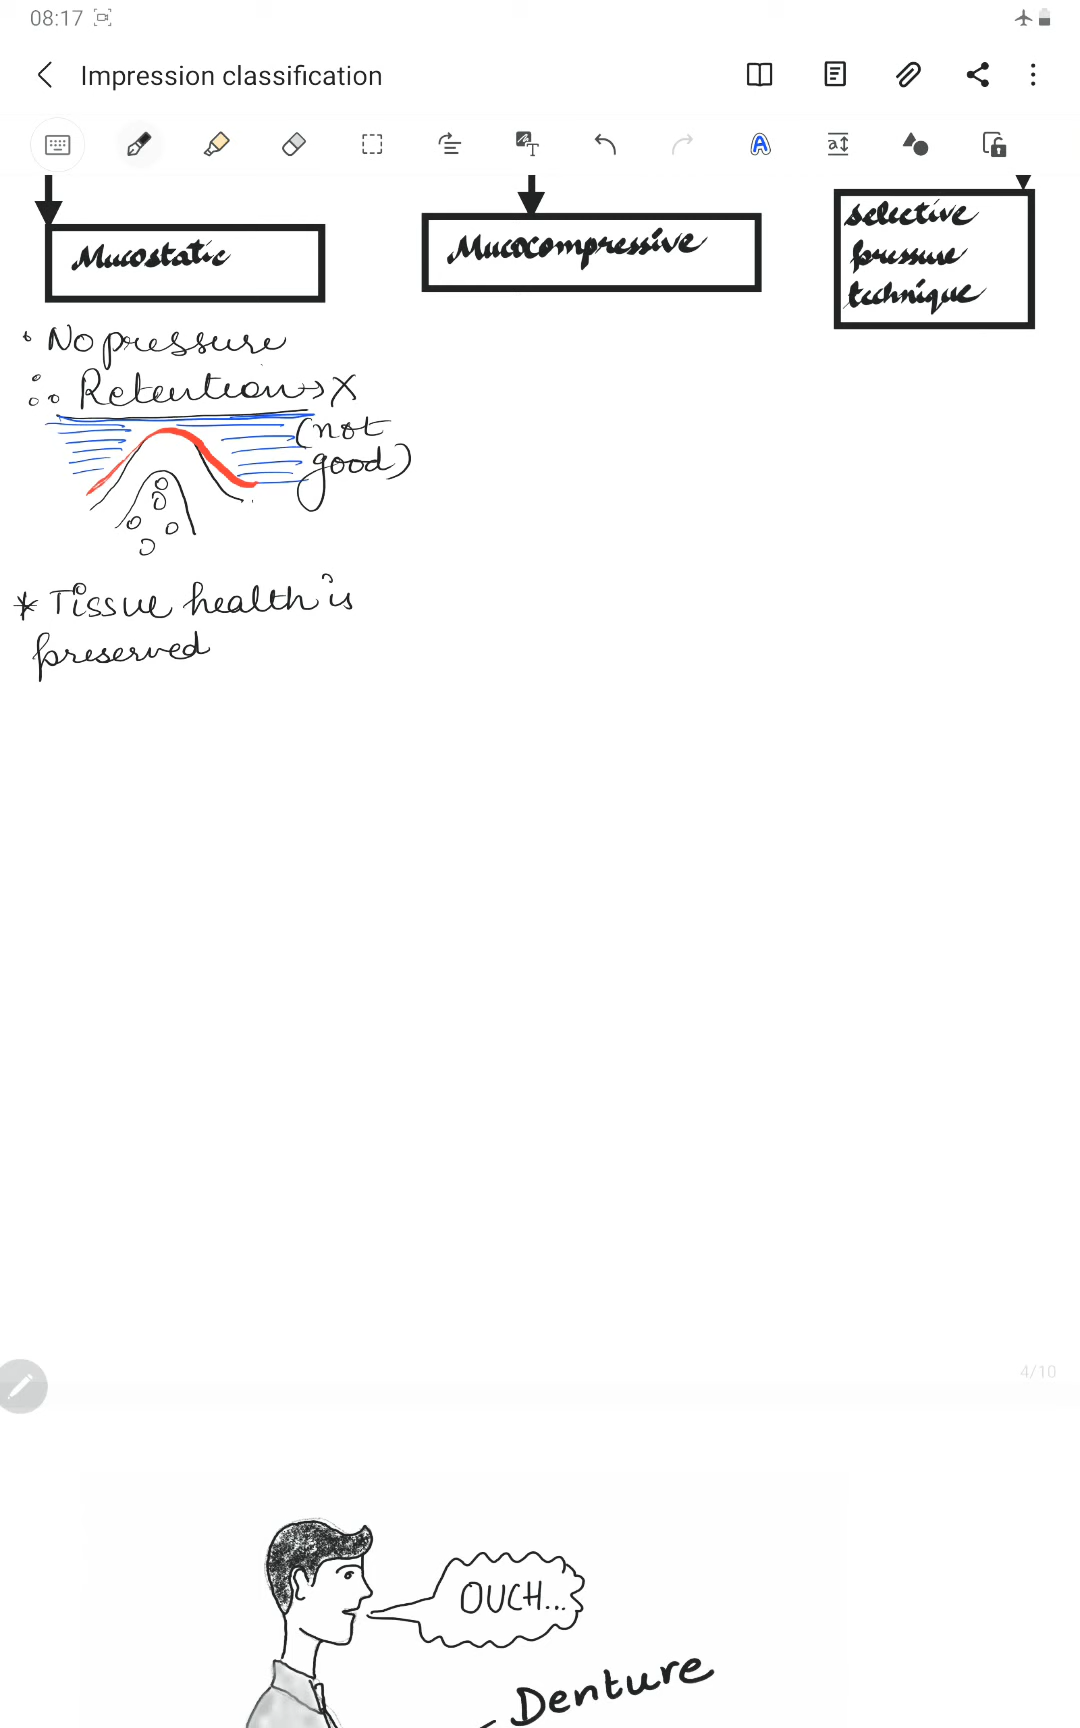 08:17
Impression classification
Mucostatic
Mucocompressive
selective
pressure
technique
• No pressure
∴ Retention → X
(not
good)
* Tissue health is
preserved
4/10
OUCH...
Denture